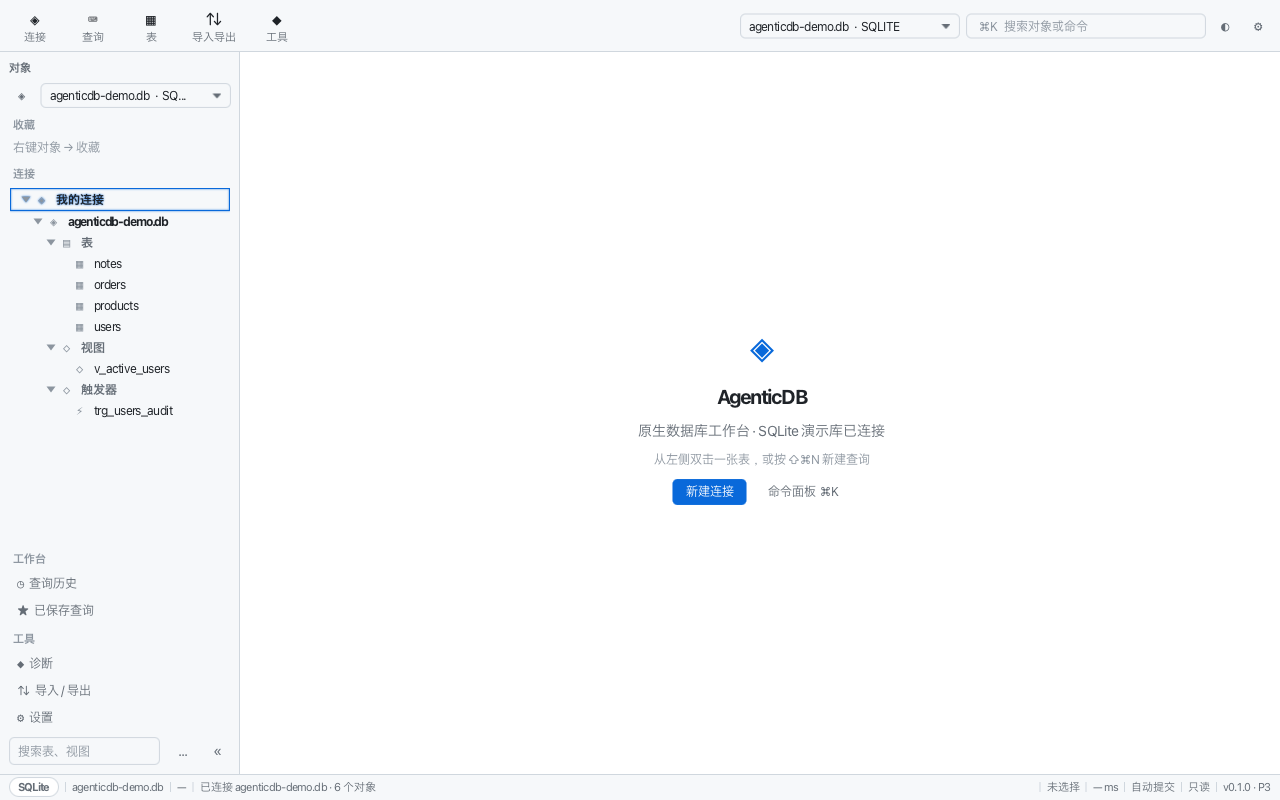 连接 查询 表 导入导出 工具
agenticdb-demo.db · SQLITE
⌘K 搜索对象或命令
对象
agenticdb-demo.db · SQ...
收藏
右键对象 → 收藏
连接
我的连接
agenticdb-demo.db
表
notes
orders
products
users
视图
v_active_users
触发器
trg_users_audit
工作台
查询历史
已保存查询
工具
诊断
导入 / 导出
设置
搜索表、视图 ... «
AgenticDB
原生数据库工作台 · SQLite 演示库已连接
从左侧双击一张表，或按 ⇧⌘N 新建查询
新建连接 命令面板 ⌘K
SQLite agenticdb-demo.db — 已连接 agenticdb-demo.db · 6 个对象 未选择 — ms 自动提交 只读 v0.1.0 · P3